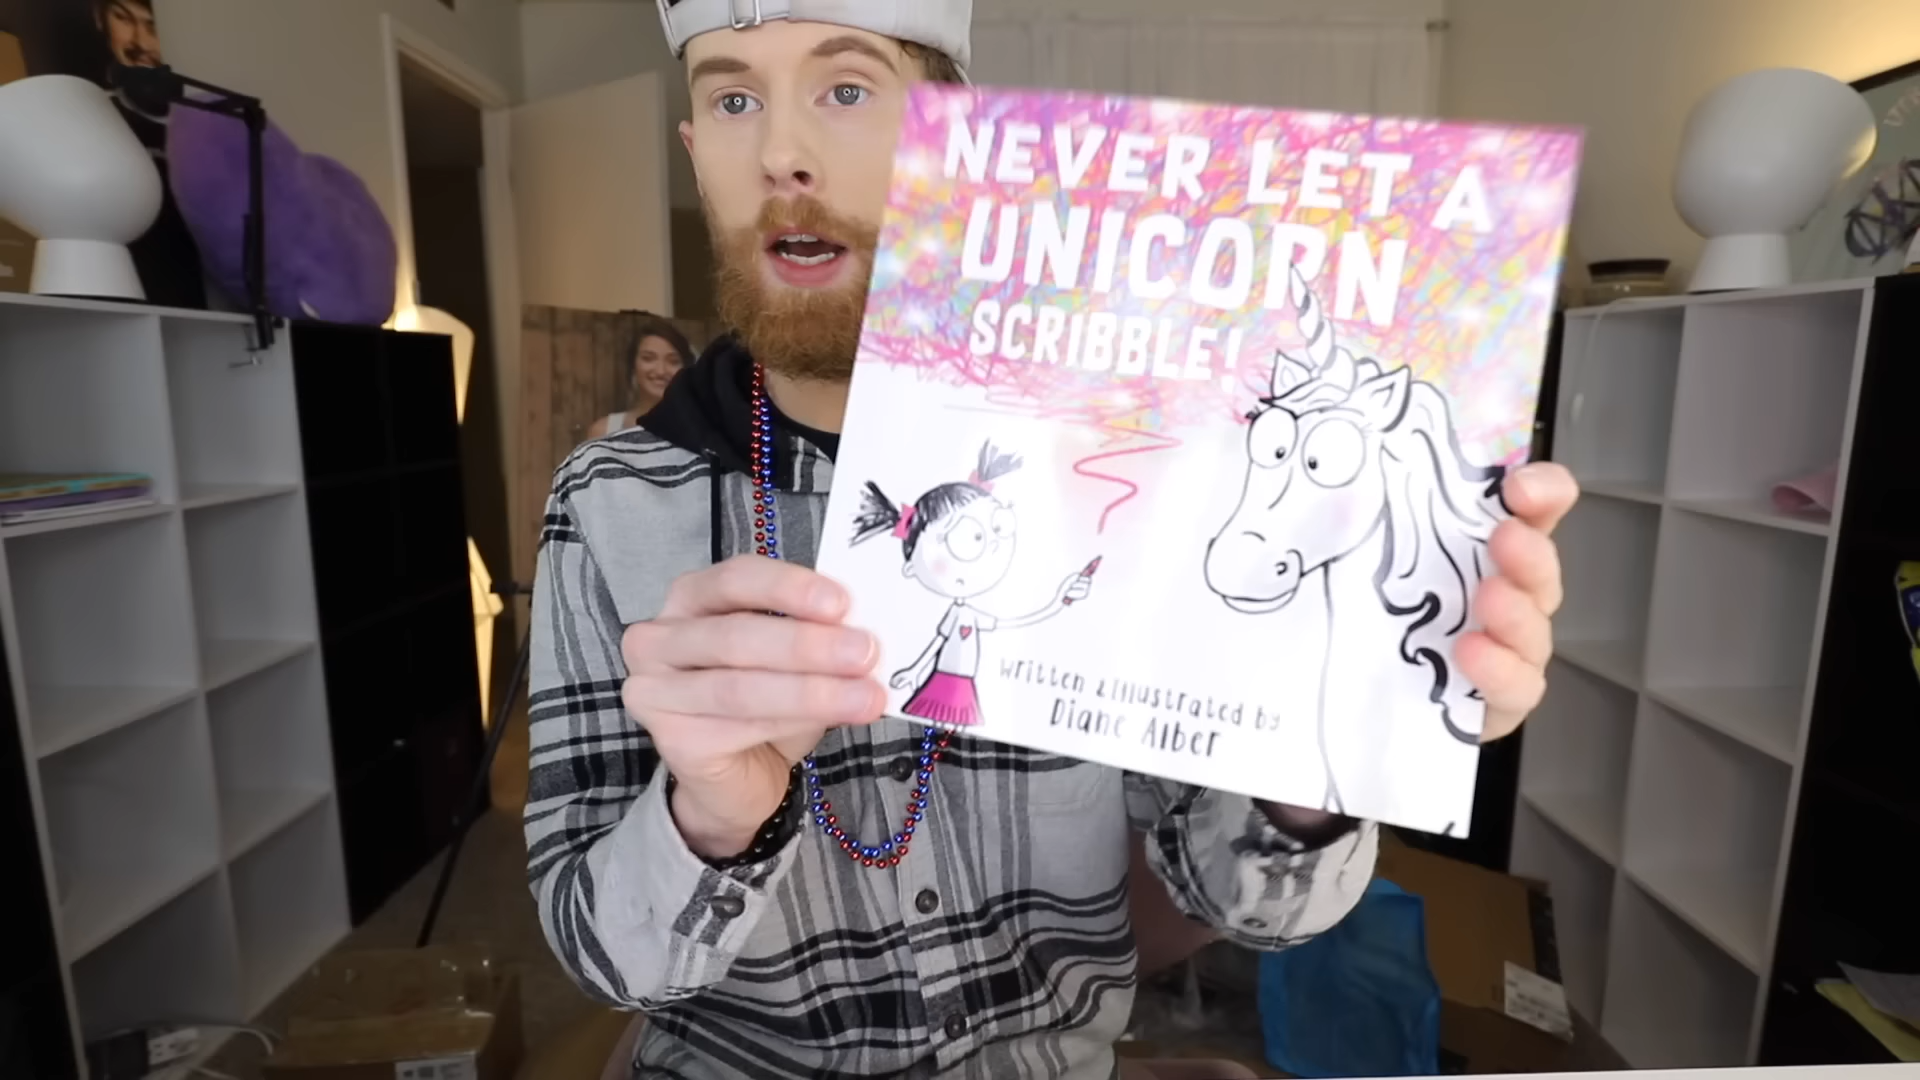 NEVER LET A
UNICORN
SCRIBBLE!
written & illustrated by
Diane Alber